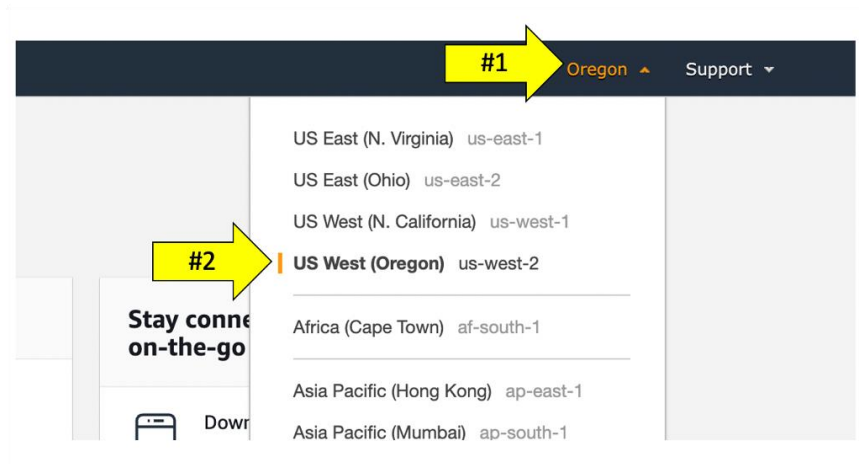 #1
Oregon
Support
US East (N. Virginia) us-east-1
US East (Ohio) us-east-2
US West (N. California) us-west-1
#2
US West (Oregon) us-west-2
Stay conne
on-the-go
Africa (Cape Town) af-south-1
Asia Pacific (Hong Kong) ap-east-1
Down
Asia Pacific (Mumbai) ap-south-1